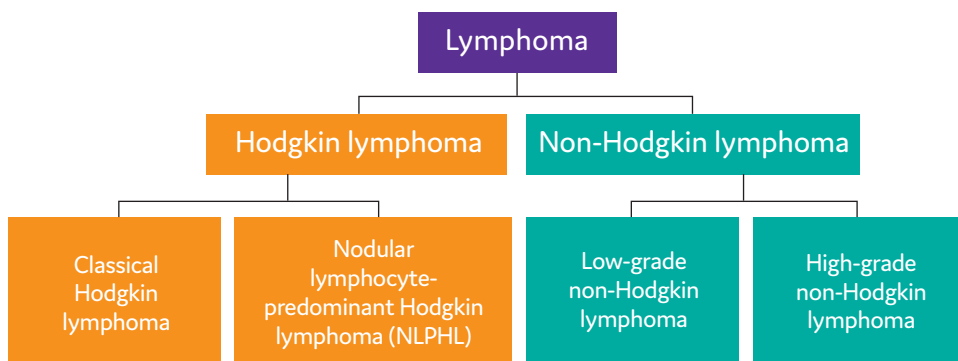 Lymphoma
Hodgkin lymphoma
Non-Hodgkin lymphoma
Classical
Hodgkin
lymphoma
Nodular
lymphocyte-
predominant Hodgkin
lymphoma (NLPHL)
Low-grade
non-Hodgkin
lymphoma
High-grade
non-Hodgkin
lymphoma